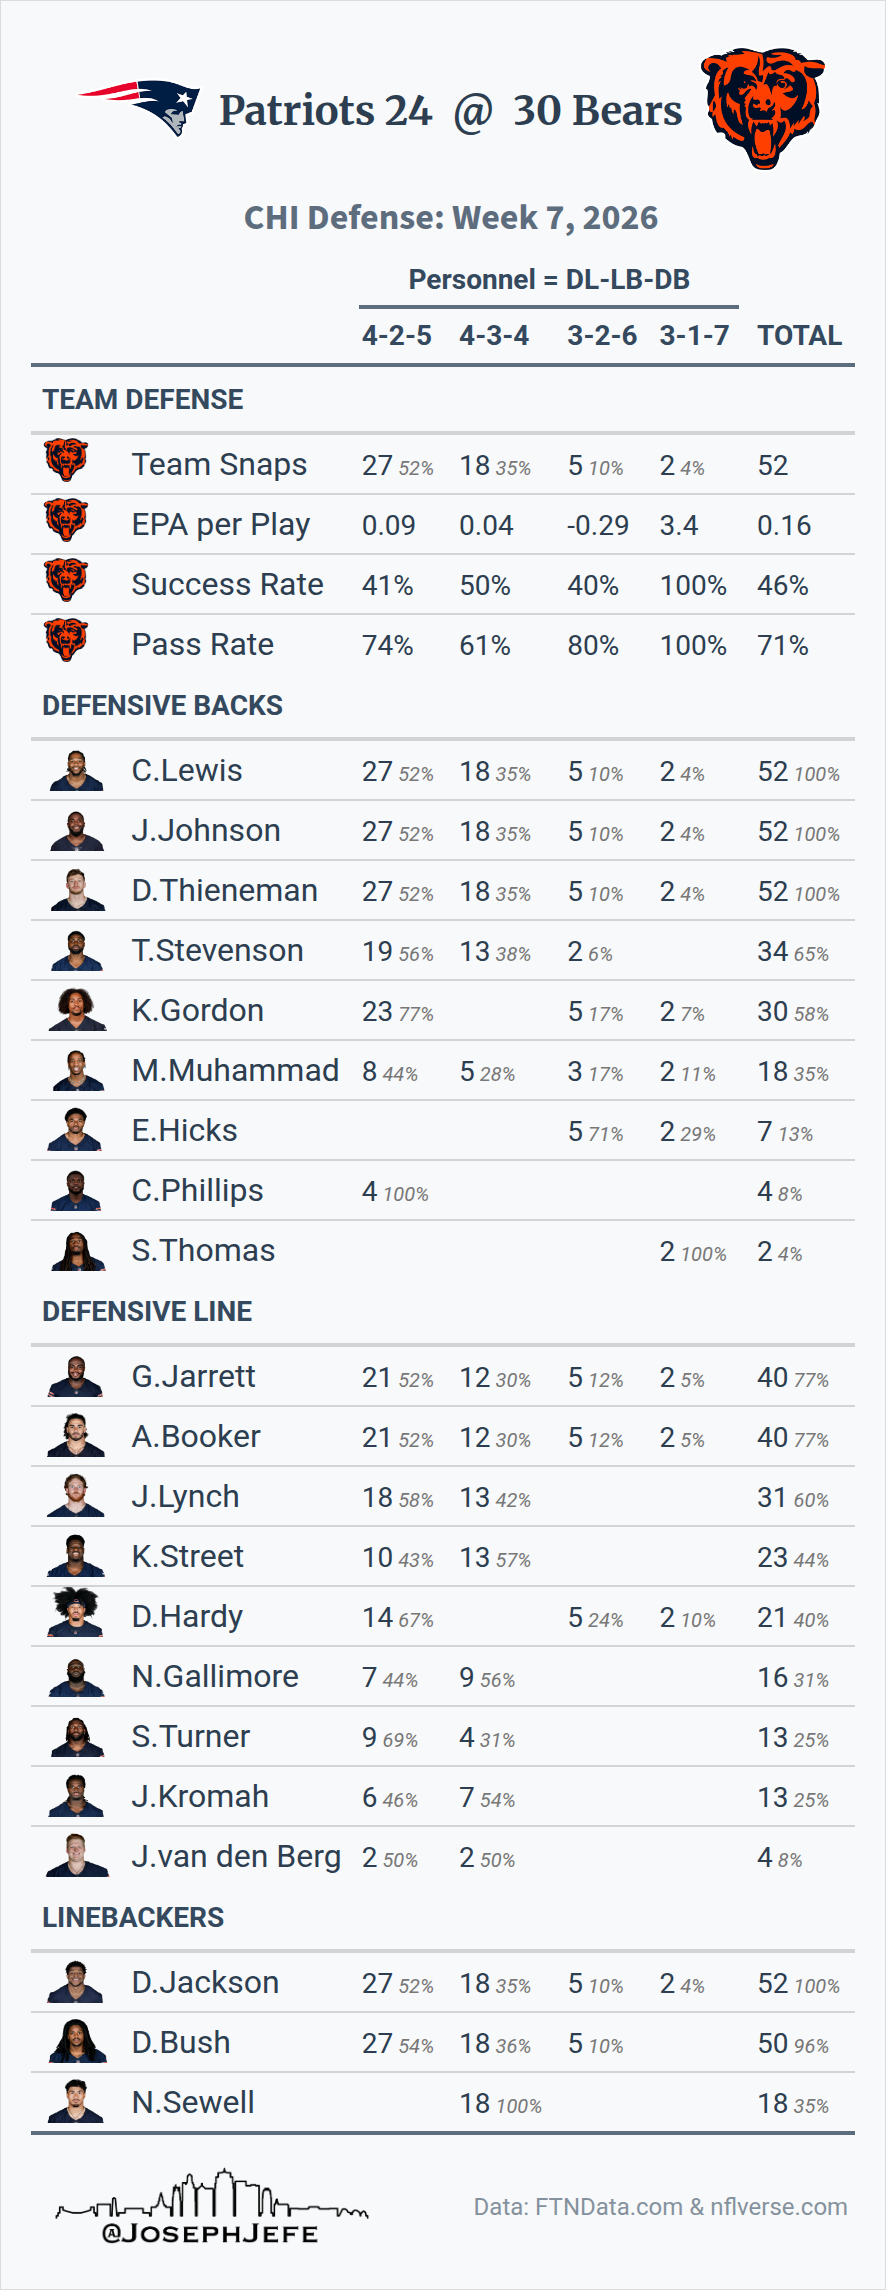 Patriots 24 @ 30 Bears
CHI Defense: Week 7, 2026
Personnel = DL-LB-DB
4-2-5 4-3-4 3-2-6 3-1-7 TOTAL
TEAM DEFENSE
Team Snaps 27 52% 18 35% 5 10% 2 4% 52
EPA per Play 0.09 0.04 -0.29 3.4 0.16
Success Rate 41% 50% 40% 100% 46%
Pass Rate 74% 61% 80% 100% 71%
DEFENSIVE BACKS
C.Lewis 27 52% 18 35% 5 10% 2 4% 52 100%
J.Johnson 27 52% 18 35% 5 10% 2 4% 52 100%
D.Thieneman 27 52% 18 35% 5 10% 2 4% 52 100%
T.Stevenson 19 56% 13 38% 2 6% 34 65%
K.Gordon 23 77% 5 17% 2 7% 30 58%
M.Muhammad 8 44% 5 28% 3 17% 2 11% 18 35%
E.Hicks 5 71% 2 29% 7 13%
C.Phillips 4 100% 4 8%
S.Thomas 2 100% 2 4%
DEFENSIVE LINE
G.Jarrett 21 52% 12 30% 5 12% 2 5% 40 77%
A.Booker 21 52% 12 30% 5 12% 2 5% 40 77%
J.Lynch 18 58% 13 42% 31 60%
K.Street 10 43% 13 57% 23 44%
D.Hardy 14 67% 5 24% 2 10% 21 40%
N.Gallimore 7 44% 9 56% 16 31%
S.Turner 9 69% 4 31% 13 25%
J.Kromah 6 46% 7 54% 13 25%
J.van den Berg 2 50% 2 50% 4 8%
LINEBACKERS
D.Jackson 27 52% 18 35% 5 10% 2 4% 52 100%
D.Bush 27 54% 18 36% 5 10% 50 96%
N.Sewell 18 100% 18 35%
@JOSEPHJEFE
Data: FTNData.com & nflverse.com